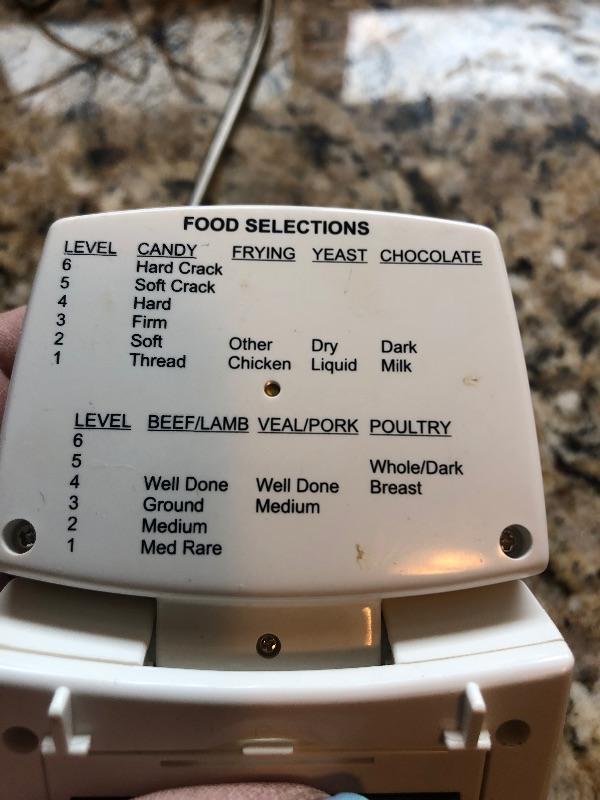 FOOD SELECTIONS
LEVEL CANDY FRYING YEAST CHOCOLATE
6 Hard Crack
5 Soft Crack
4 Hard
3 Firm
2 Soft Other Dry Dark
1 Thread Chicken Liquid Milk
LEVEL BEEF/LAMB VEAL/PORK POULTRY
6
5 Whole/Dark
4 Well Done Well Done Breast
3 Ground Medium
2 Medium
1 Med Rare